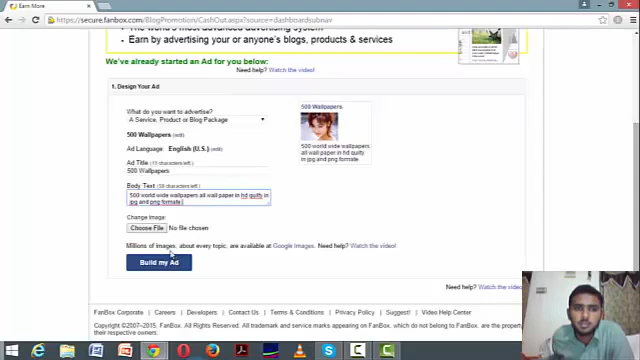 Earn More
https://secure.fanbox.com/BlogPromotion/CashOut.aspx?source=dashboardsubnav
The world's most advanced advertising system
• Earn by advertising your or anyone's blogs, products & services
We've already started an Ad for you below:
Need help? Watch the video!
1. Design Your Ad
What do you want to advertise?
A Service, Product or Blog Package
500 Wallpapers (edit)
Ad Language: English (U.S.) (edit)
Ad Title (11 characters left)
500 Wallpapers
Body Text (58 characters left)
500 world wide wallpapers all wall paper in hd quilty in
jpg and png formate
500 Wallpapers
500 world wide wallpapers
all wall paper in hd quilty
in jpg and png formate
Change Image:
Choose File No file chosen
Millions of images, about every topic, are available at Google Images. Need help? Watch the video!
Build my Ad
Need help? Watch the video
FanBox Corporate | Careers | Developers | Contact Us | Terms & Conditions | Privacy Policy | Suggest! | Video Help Center
Copyright ©2007-2015, FanBox. All Rights Reserved. All trademark and service marks appearing on FanBox, which do not belong to FanBox, are the property
their respective owners.